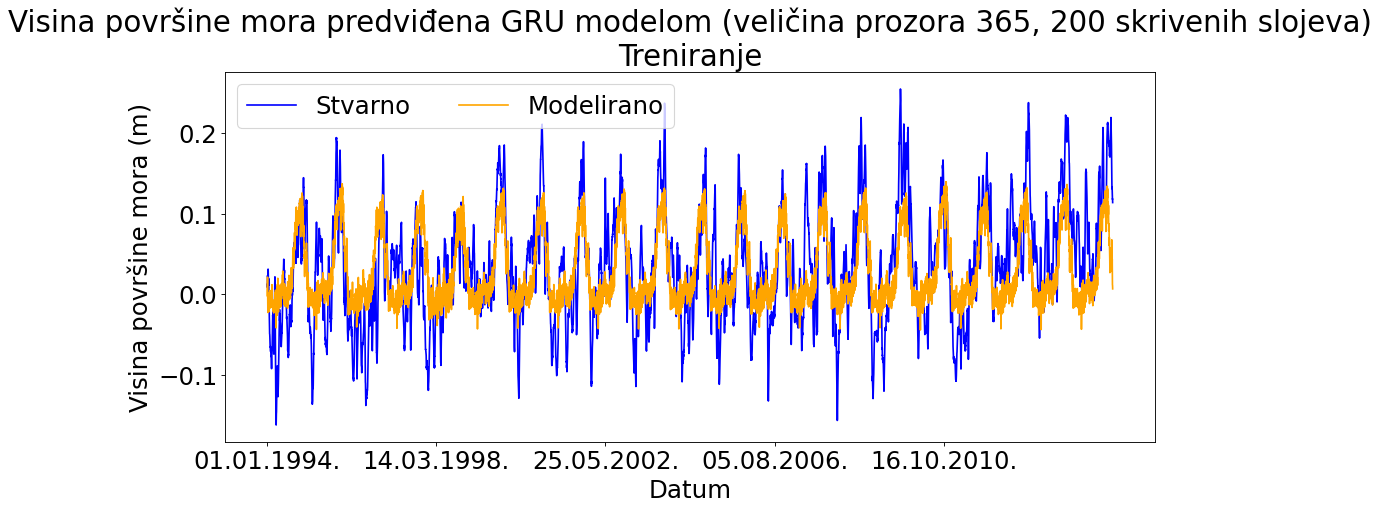 Visina površine mora predviđena GRU modelom (veličina prozora 365, 200 skrivenih slojeva)
Treniranje
Stvarno
Modelirano
Visina površine mora (m)
0.2
0.1
0.0
−0.1
01.01.1994.
14.03.1998.
25.05.2002.
05.08.2006.
16.10.2010.
Datum